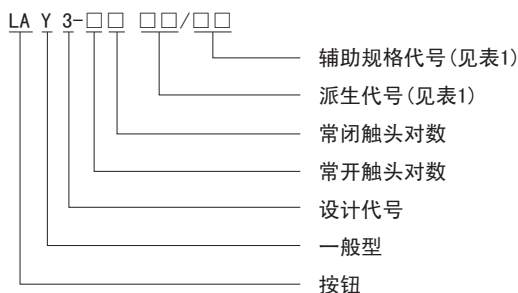 LA Y 3-□□ □□/□□
辅助规格代号(见表1)
派生代号(见表1)
常闭触头对数
常开触头对数
设计代号
一般型
按钮